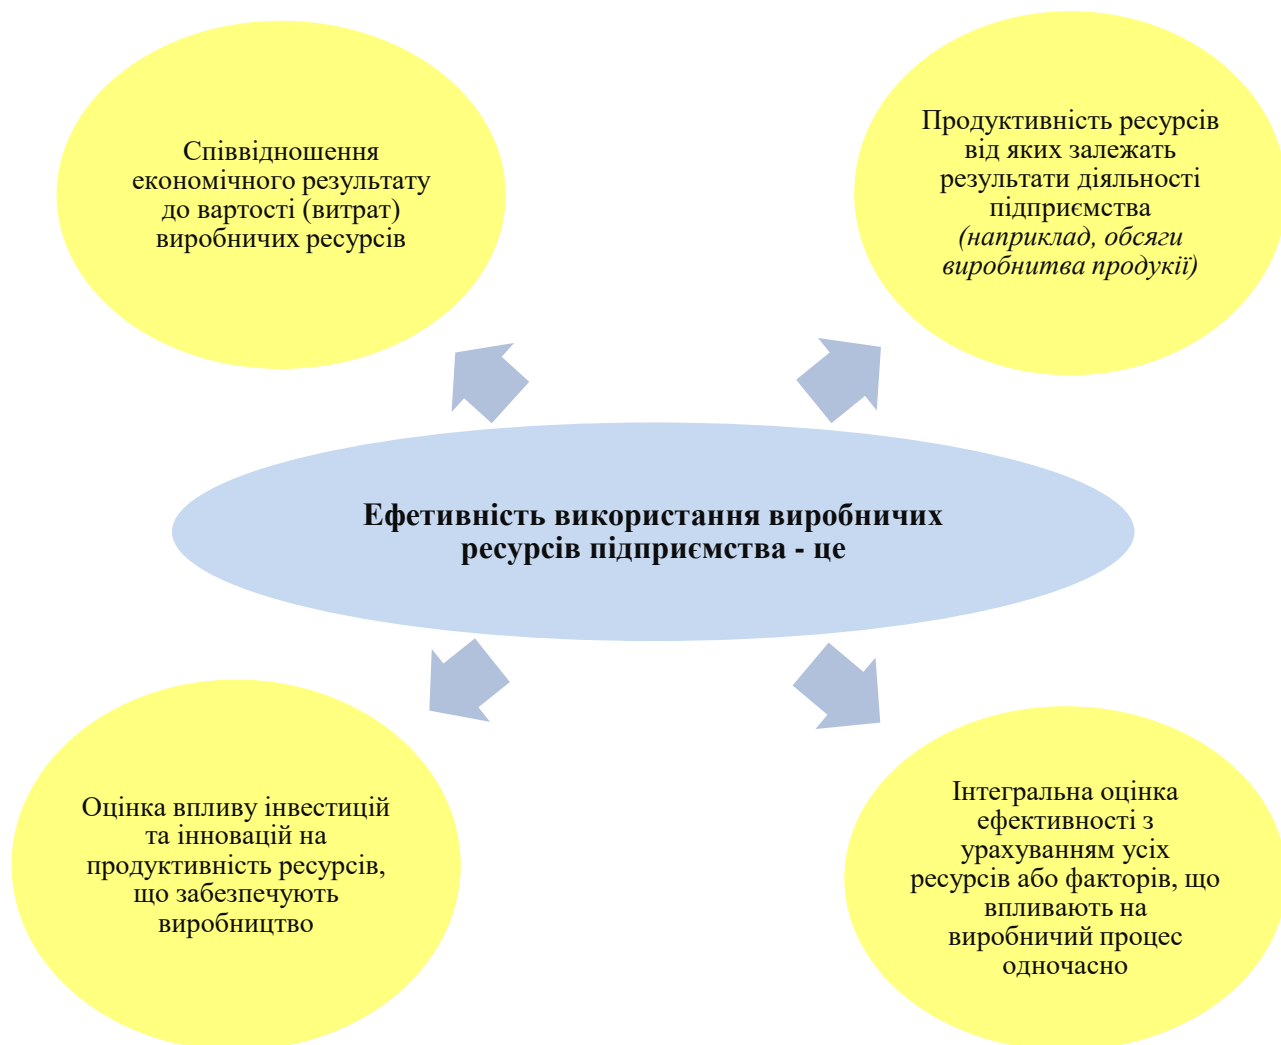 Співвідношення
економічного результату
до вартості (витрат)
виробничих ресурсів
Продуктивність ресурсів
від яких залежать
результати діяльності
підприємства
(наприклад, обсяги
виробнитва продукії)
Ефетивність використання виробничих
ресурсів підприємства - це
Оцінка впливу інвестицій
та інновацій на
продуктивність ресурсів,
що забезпечують
виробництво
Інтегральна оцінка
ефективності з
урахуванням усіх
ресурсів або факторів, що
впливають на
виробничий процес
одночасно